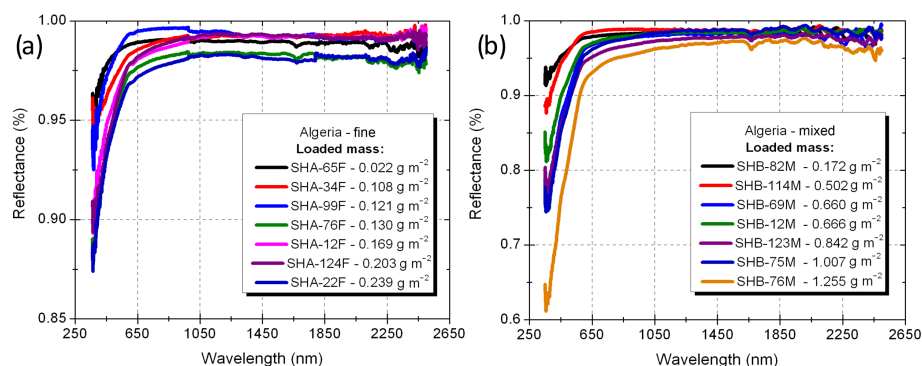 (a)
Reflectance (%)
1.00
0.95
0.90
0.85
Algeria - fine
Loaded mass:
SHA-65F - 0.022 g m⁻²
SHA-34F - 0.108 g m⁻²
SHA-99F - 0.121 g m⁻²
SHA-76F - 0.130 g m⁻²
SHA-12F - 0.169 g m⁻²
SHA-124F - 0.203 g m⁻²
SHA-22F - 0.239 g m⁻²
250 650 1050 1450 1850 2250 2650
Wavelength (nm)
(b)
Reflectance (%)
1.0
0.9
0.8
0.7
0.6
Algeria - mixed
Loaded mass:
SHB-82M - 0.172 g m⁻²
SHB-114M - 0.502 g m⁻²
SHB-69M - 0.660 g m⁻²
SHB-12M - 0.666 g m⁻²
SHB-123M - 0.842 g m⁻²
SHB-75M - 1.007 g m⁻²
SHB-76M - 1.255 g m⁻²
250 650 1050 1450 1850 2250 2650
Wavelength (nm)